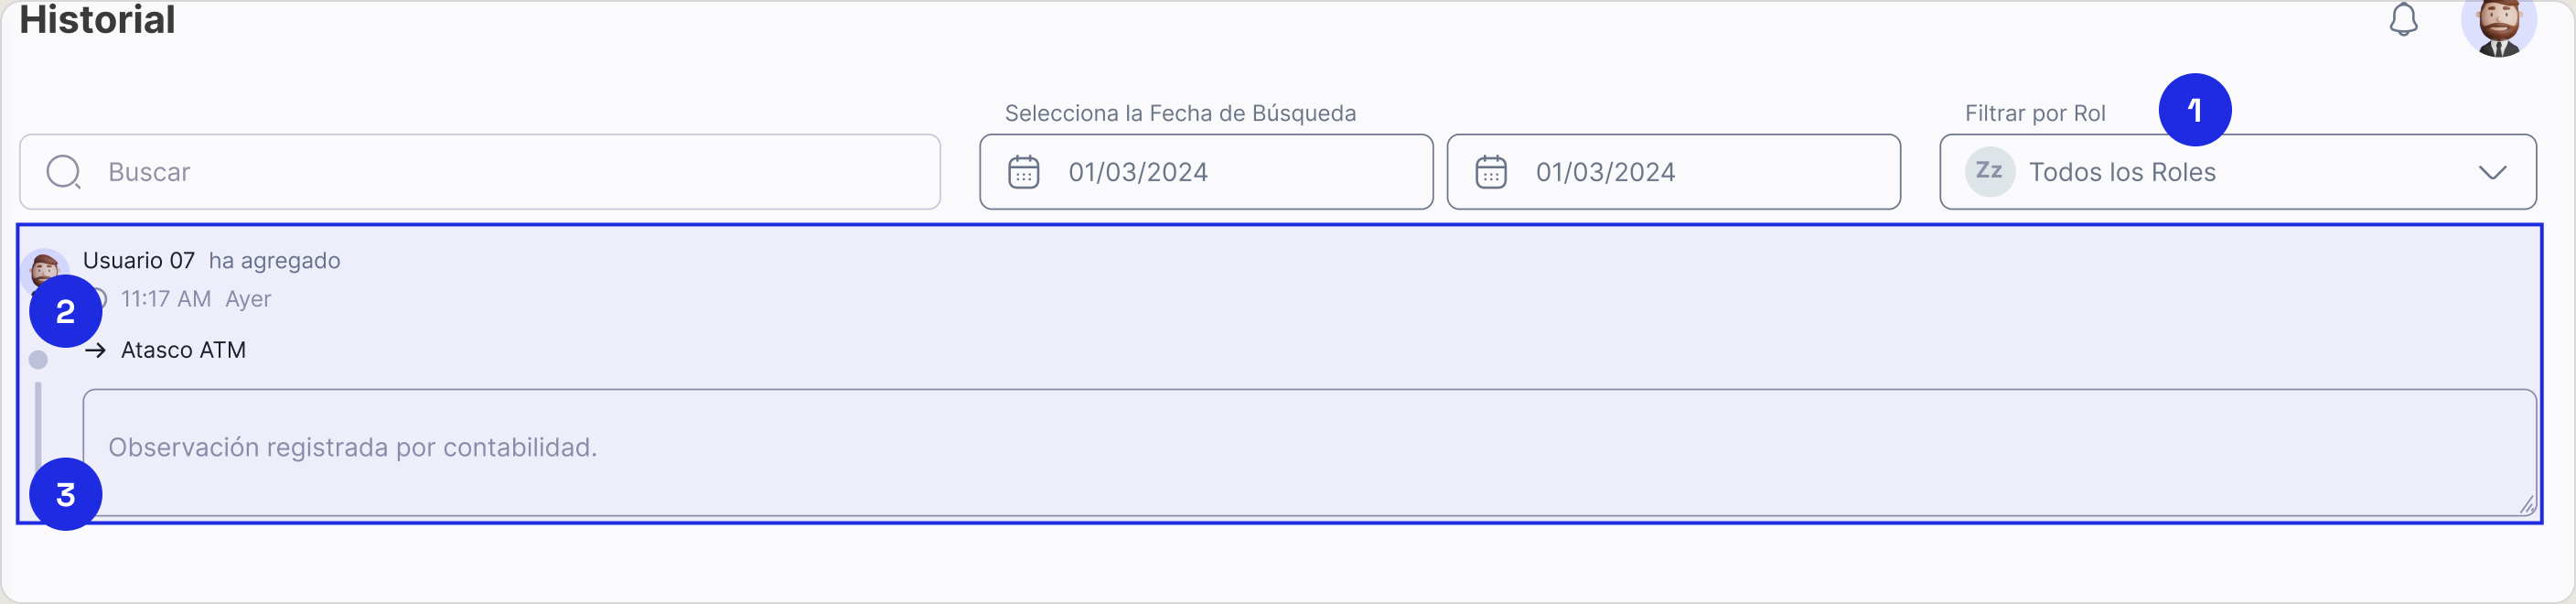 Historial
Selecciona la Fecha de Búsqueda
Filtrar por Rol
1
Buscar
01/03/2024
01/03/2024
Zz Todos los Roles
Usuario 07 ha agregado
2
11:17 AM Ayer
→ Atasco ATM
Observación registrada por contabilidad.
3